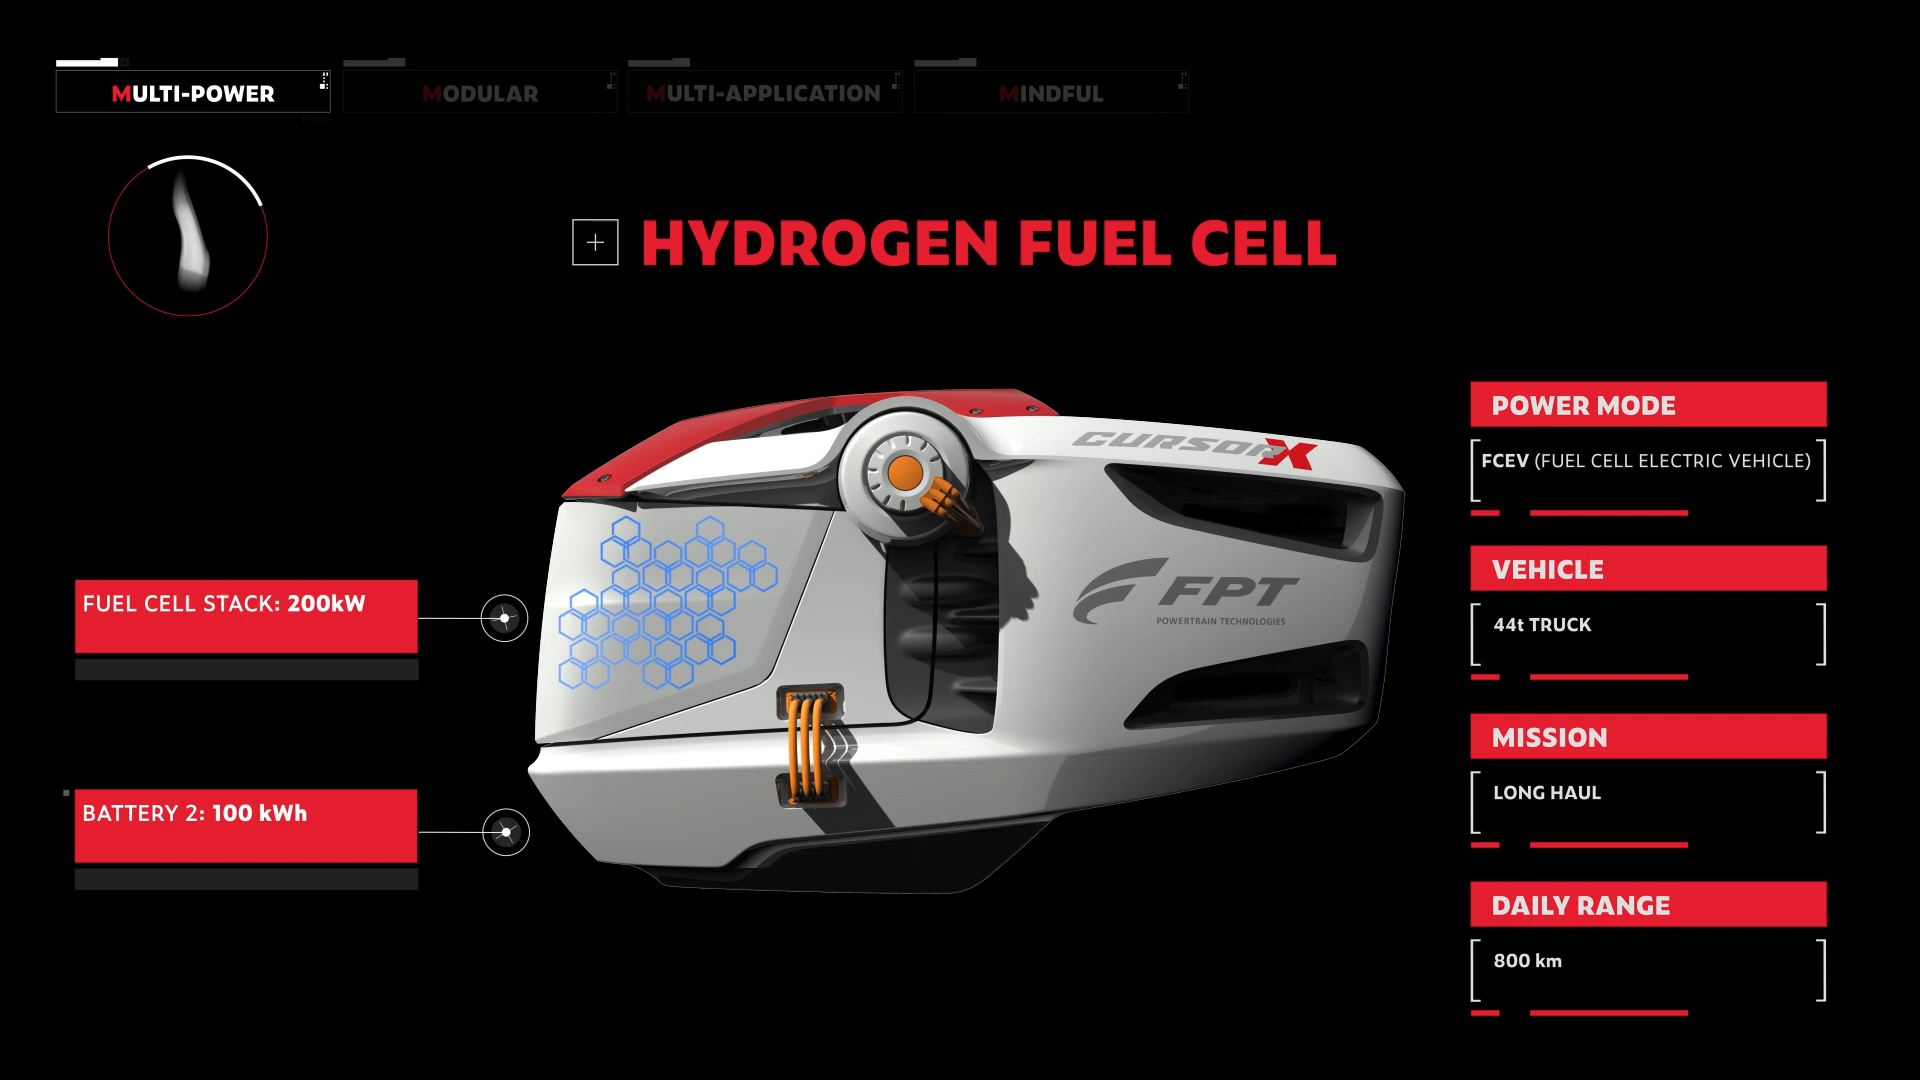 MULTI-POWER
MODULAR
MULTI-APPLICATION
MINDFUL
HYDROGEN FUEL CELL
CURSOR X
FPT
POWERTRAIN TECHNOLOGIES
FUEL CELL STACK: 200kW
BATTERY 2: 100 kWh
POWER MODE
FCEV (FUEL CELL ELECTRIC VEHICLE)
VEHICLE
44t TRUCK
MISSION
LONG HAUL
DAILY RANGE
800 km